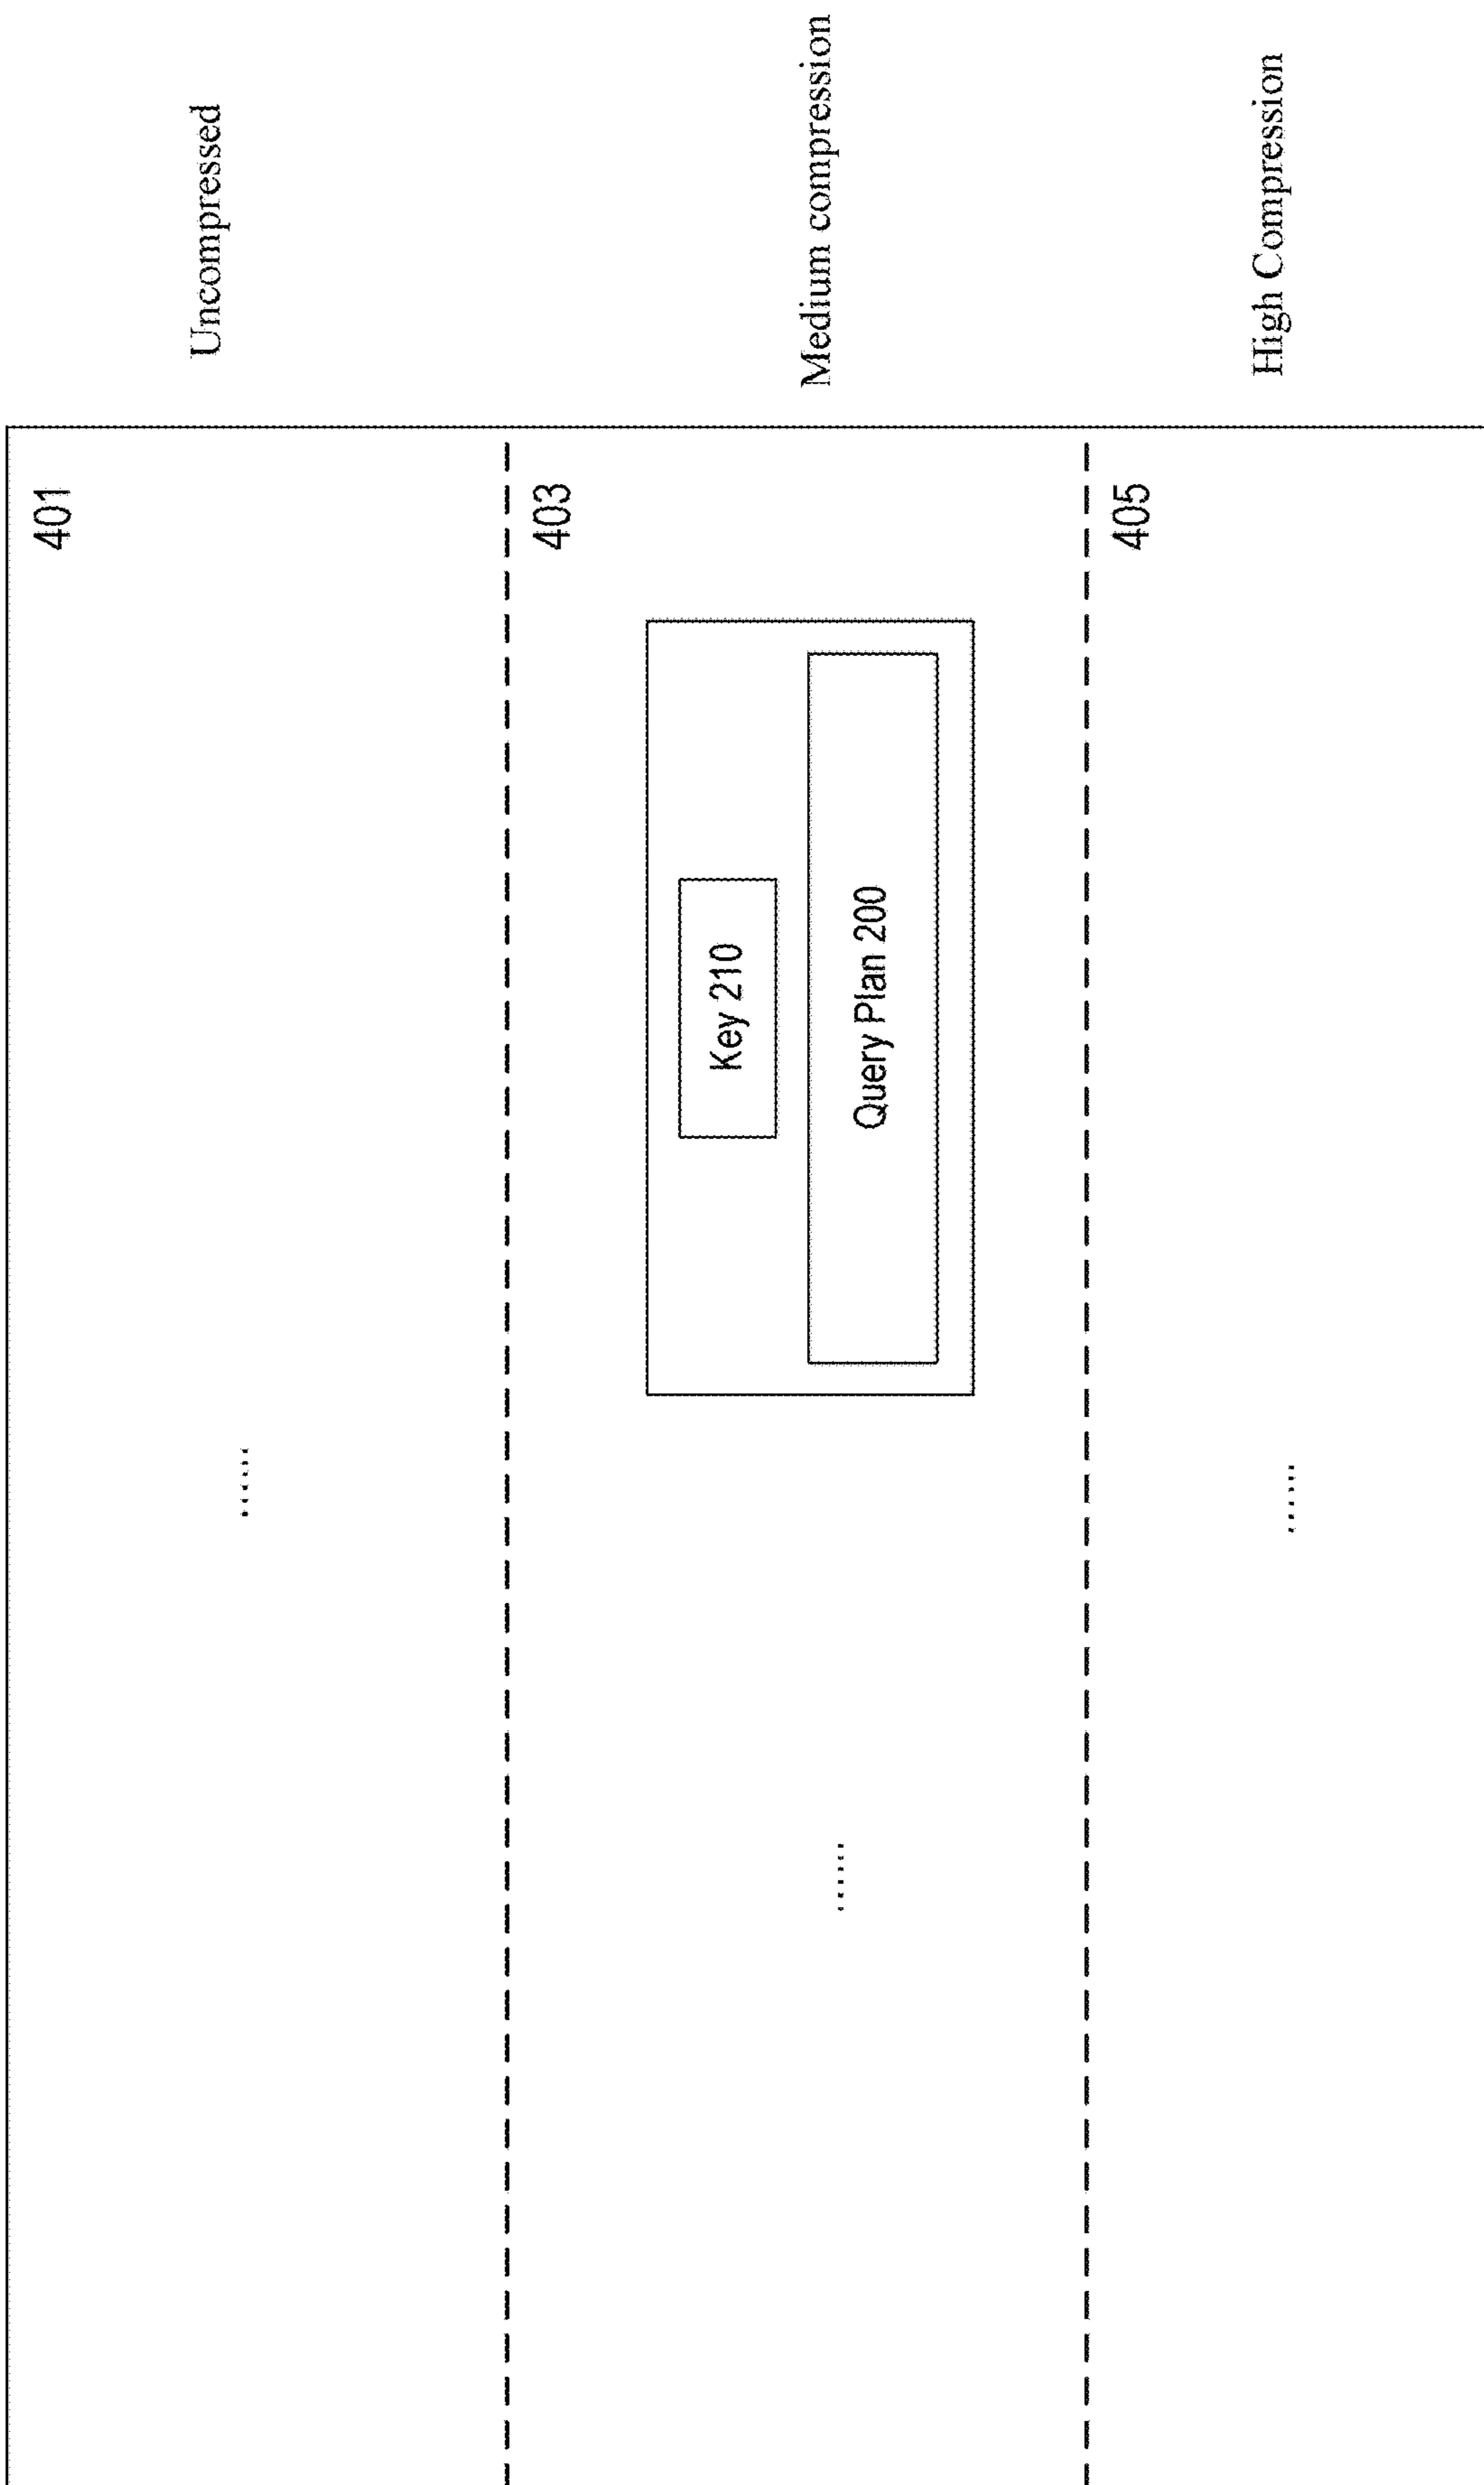 401
Uncompressed
......
403
Medium compression
Key 210
Query Plan 200
......
405
High Compression
......